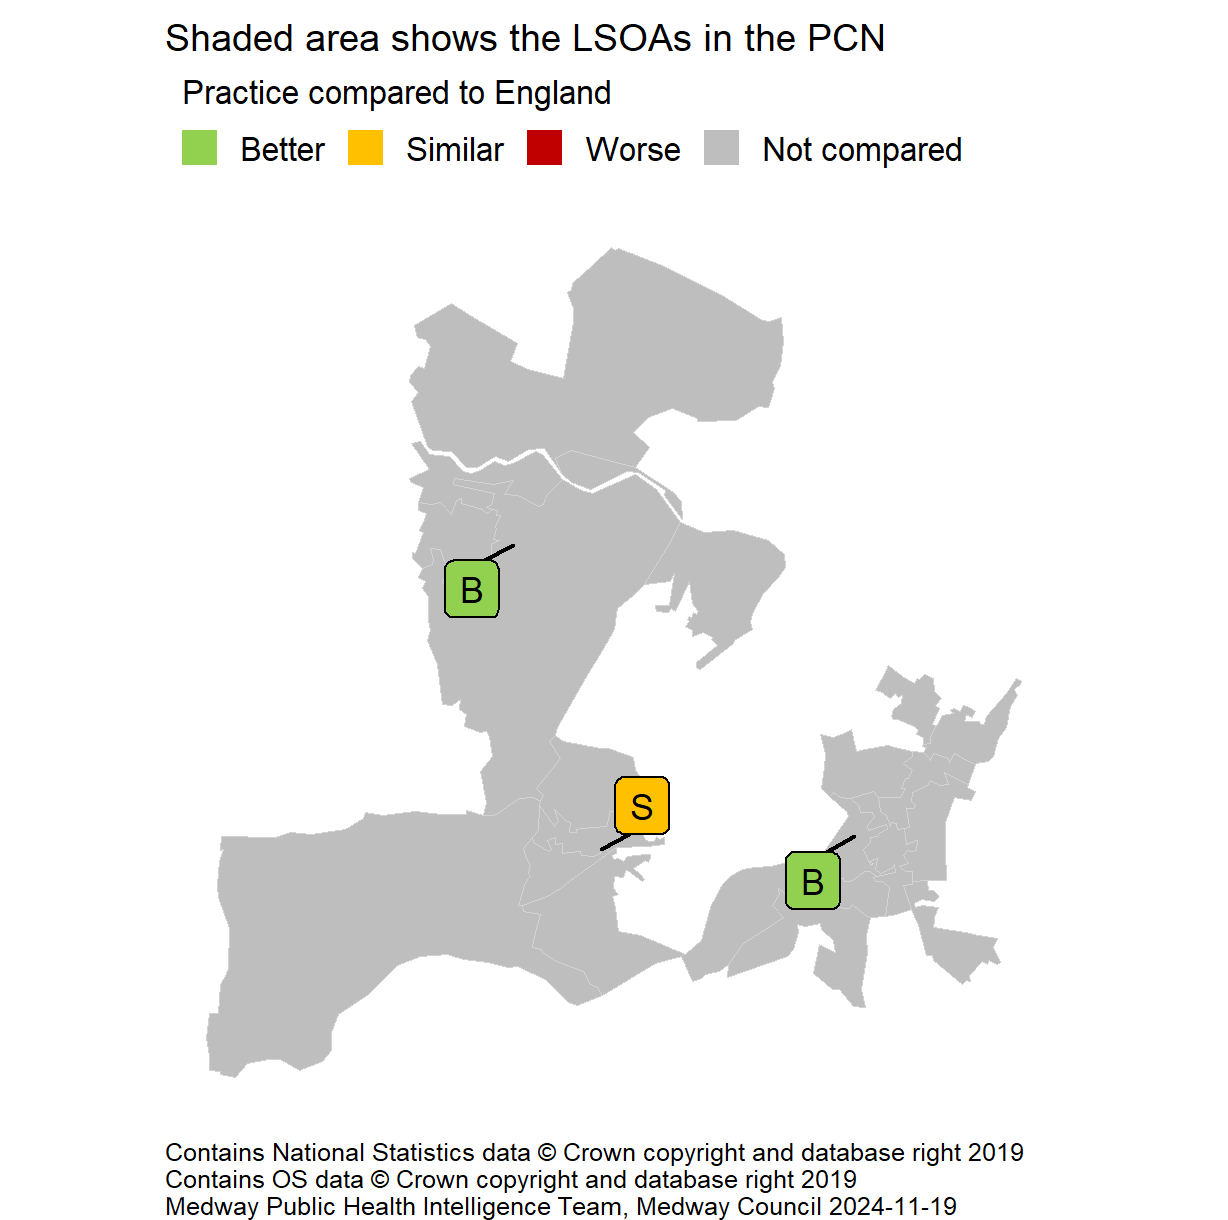 Shaded area shows the LSOAs in the PCN
Practice compared to England
Better Similar Worse Not compared
B
S
B
Contains National Statistics data © Crown copyright and database right 2019
Contains OS data © Crown copyright and database right 2019
Medway Public Health Intelligence Team, Medway Council 2024-11-19